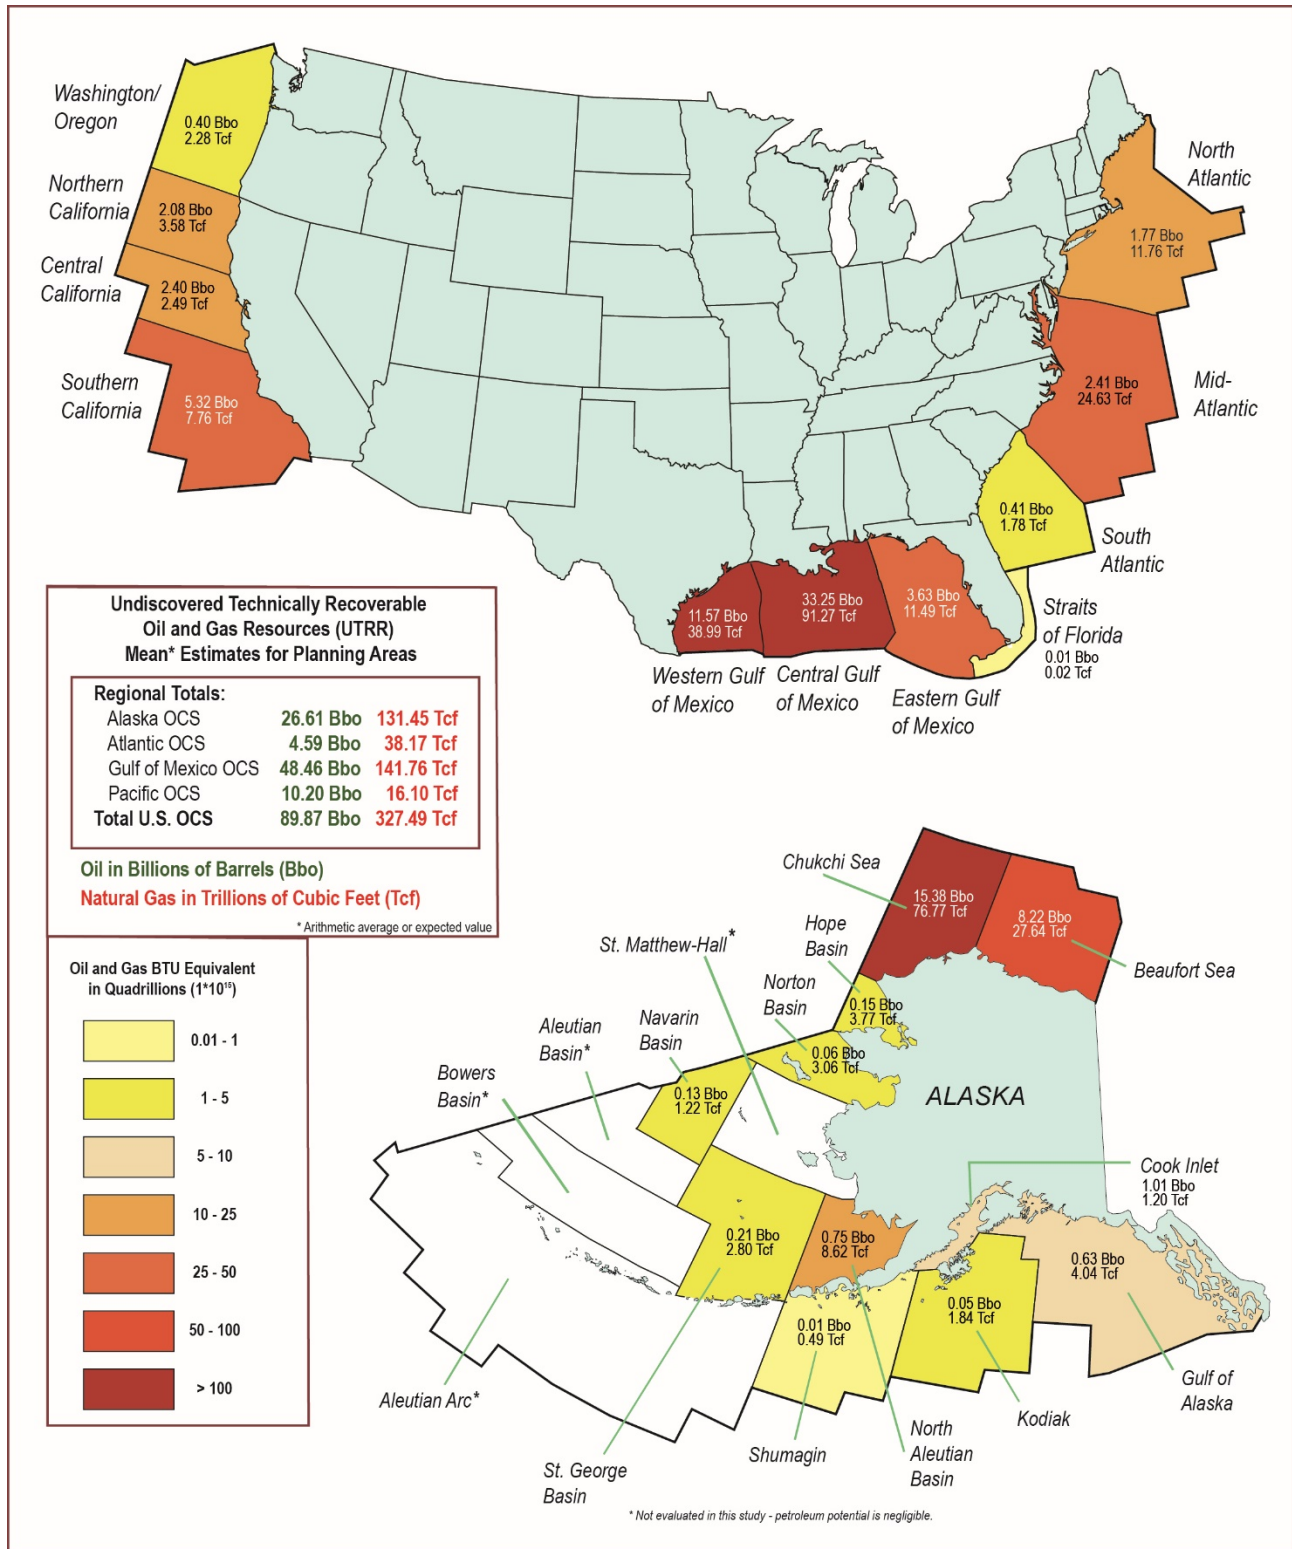 Washington/
Oregon
0.40 Bbo
2.28 Tcf
Northern
California
2.08 Bbo
3.58 Tcf
Central
California
2.40 Bbo
2.49 Tcf
Southern
California
5.32 Bbo
7.76 Tcf
North
Atlantic
1.77 Bbo
11.76 Tcf
Mid-
Atlantic
2.41 Bbo
24.63 Tcf
0.41 Bbo
1.78 Tcf
South
Atlantic
Straits
of Florida
0.01 Bbo
0.02 Tcf
11.57 Bbo
38.99 Tcf
Western Gulf
of Mexico
33.25 Bbo
91.27 Tcf
Central Gulf
of Mexico
3.63 Bbo
11.49 Tcf
Eastern Gulf
of Mexico
Undiscovered Technically Recoverable
Oil and Gas Resources (UTRR)
Mean* Estimates for Planning Areas
Regional Totals:
Alaska OCS 26.61 Bbo 131.45 Tcf
Atlantic OCS 4.59 Bbo 38.17 Tcf
Gulf of Mexico OCS 48.46 Bbo 141.76 Tcf
Pacific OCS 10.20 Bbo 16.10 Tcf
Total U.S. OCS 89.87 Bbo 327.49 Tcf
Oil in Billions of Barrels (Bbo)
Natural Gas in Trillions of Cubic Feet (Tcf)
* Arithmetic average or expected value
Oil and Gas BTU Equivalent
in Quadrillions (1*10¹⁵)
0.01 - 1
1 - 5
5 - 10
10 - 25
25 - 50
50 - 100
> 100
Chukchi Sea
15.38 Bbo
76.77 Tcf
8.22 Bbo
27.64 Tcf
Beaufort Sea
Hope
Basin
0.15 Bbo
3.77 Tcf
St. Matthew-Hall*
Norton
Basin
0.06 Bbo
3.06 Tcf
Navarin
Basin
0.13 Bbo
1.22 Tcf
Aleutian
Basin*
Bowers
Basin*
ALASKA
Cook Inlet
1.01 Bbo
1.20 Tcf
0.21 Bbo
2.80 Tcf
0.75 Bbo
8.62 Tcf
0.63 Bbo
4.04 Tcf
0.01 Bbo
0.49 Tcf
0.05 Bbo
1.84 Tcf
Aleutian Arc*
St. George
Basin
Shumagin
North
Aleutian
Basin
Kodiak
Gulf of
Alaska
* Not evaluated in this study - petroleum potential is negligible.